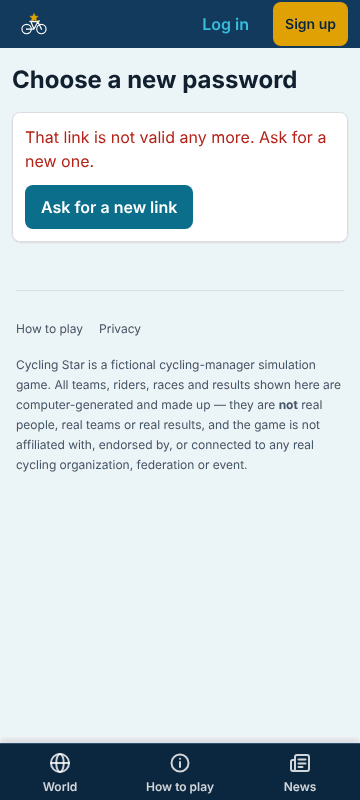 Log in
Sign up
Choose a new password
That link is not valid any more. Ask for a
new one.
Ask for a new link
How to play
Privacy
Cycling Star is a fictional cycling-manager simulation
game. All teams, riders, races and results shown here are
computer-generated and made up — they are not real
people, real teams or real results, and the game is not
affiliated with, endorsed by, or connected to any real
cycling organization, federation or event.
World
How to play
News